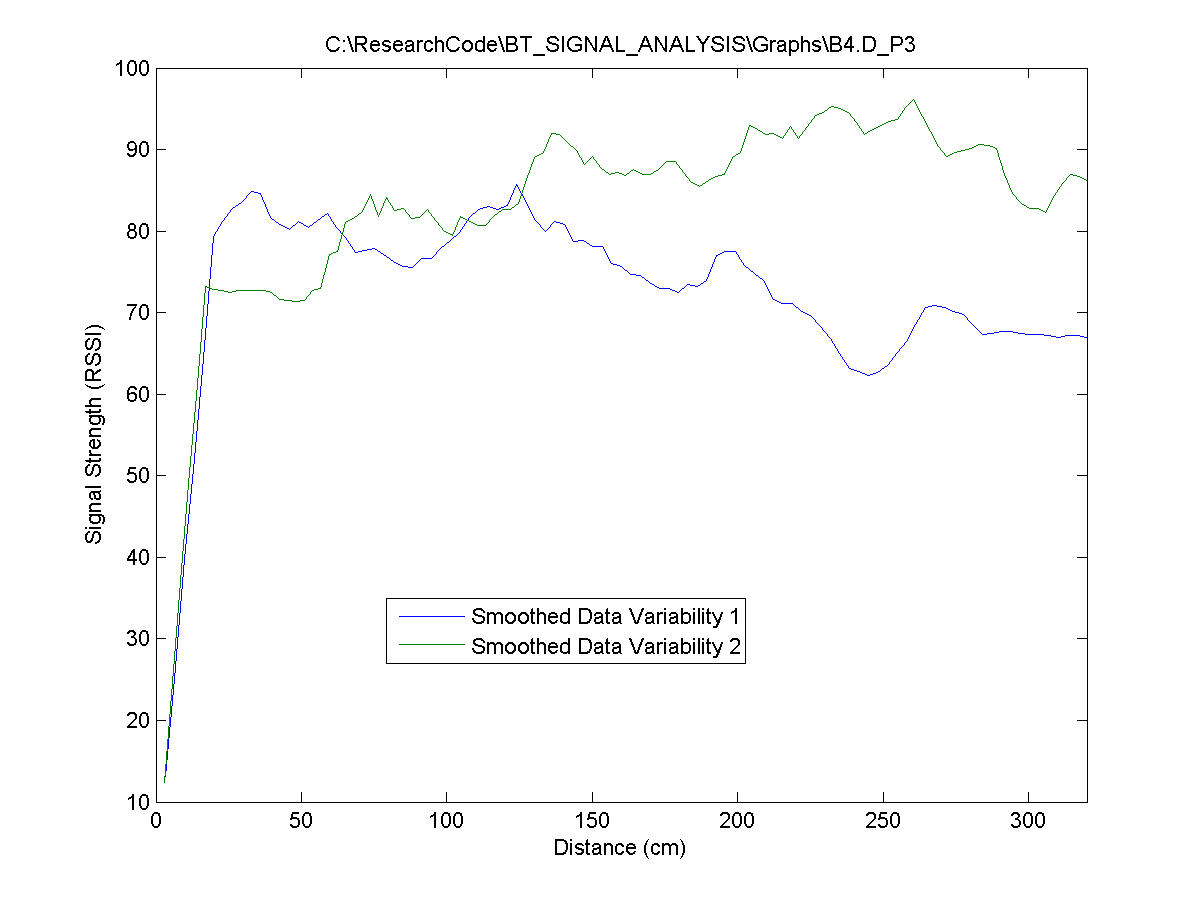 C:\ResearchCode\BT_SIGNAL_ANALYSIS\Graphs\B4.D_P3
100
90
80
70
60
50
40
30
20
10
Signal Strength (RSSI)
Smoothed Data Variability 1
Smoothed Data Variability 2
0 50 100 150 200 250 300
Distance (cm)